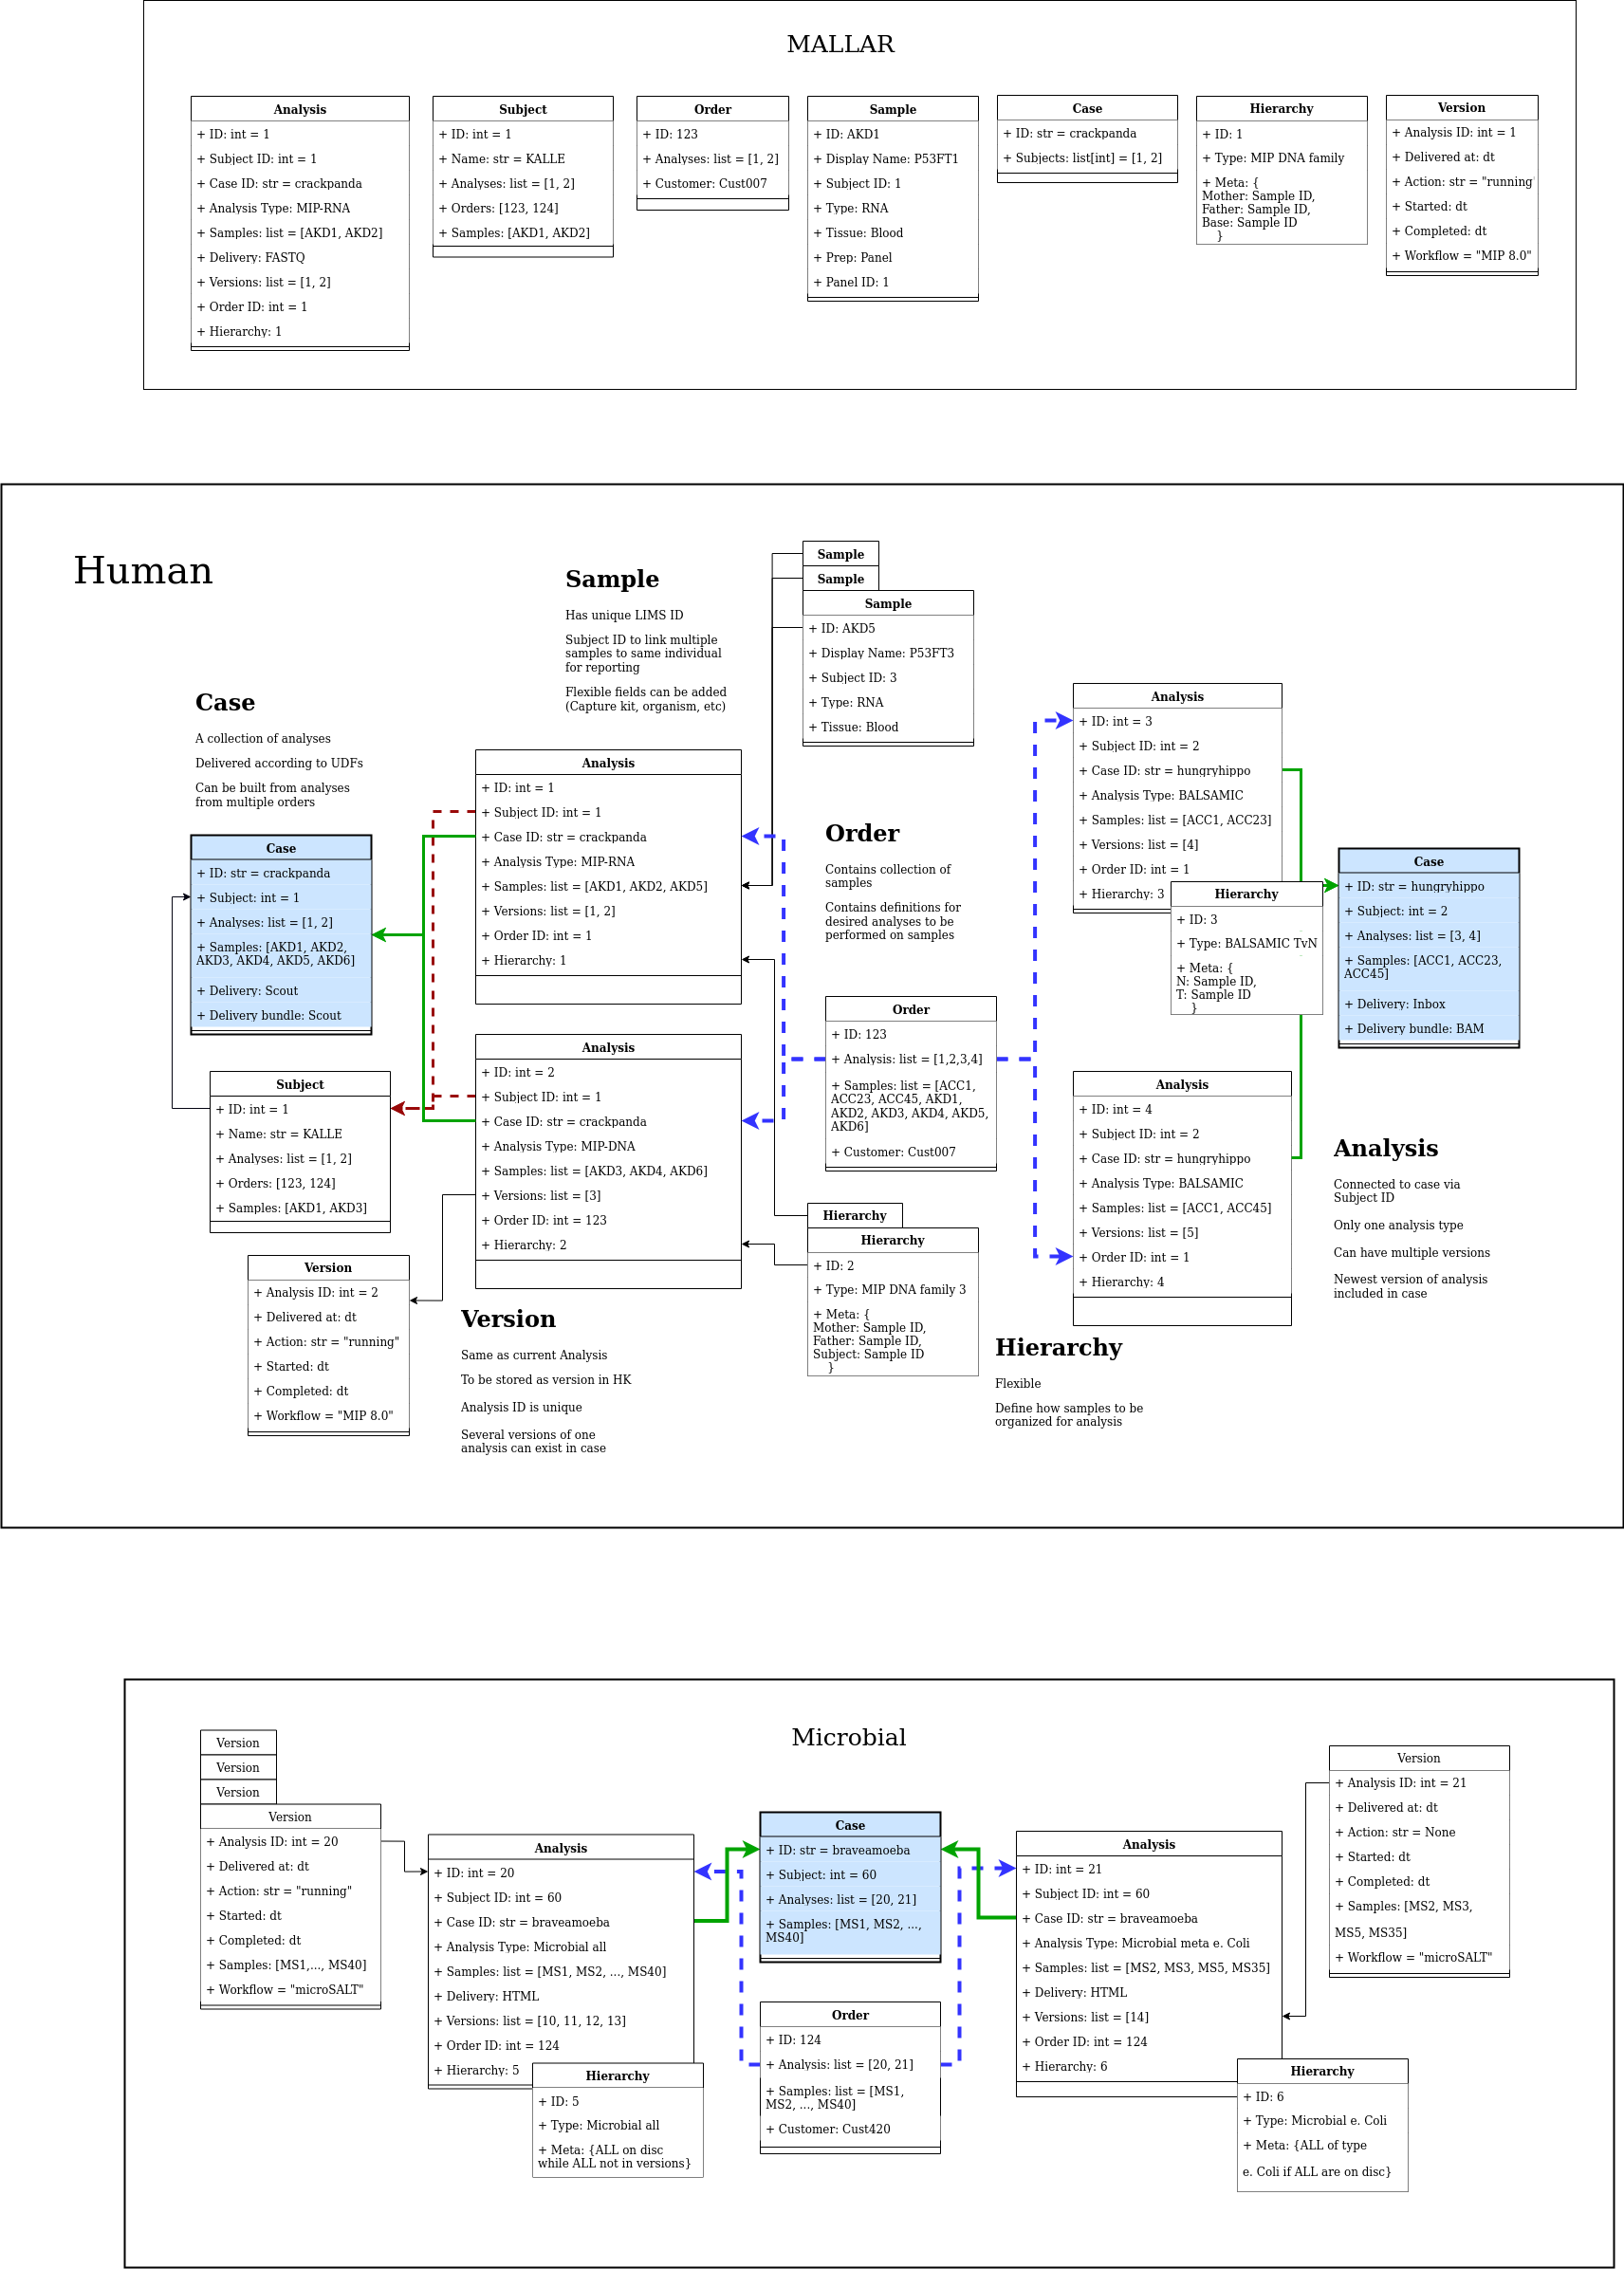 MALLAR
Analysis
+ ID: int = 1
+ Subject ID: int = 1
+ Case ID: str = crackpanda
+ Analysis Type: MIP-RNA
+ Samples: list = [AKD1, AKD2]
+ Delivery: FASTQ
+ Versions: list = [1, 2]
+ Order ID: int = 1
+ Hierarchy: 1
Subject
+ ID: int = 1
+ Name: str = KALLE
+ Analyses: list = [1, 2]
+ Orders: [123, 124]
+ Samples: [AKD1, AKD2]
Order
+ ID: 123
+ Analyses: list = [1, 2]
+ Customer: Cust007
Sample
+ ID: AKD1
+ Display Name: P53FT1
+ Subject ID: 1
+ Type: RNA
+ Tissue: Blood
+ Prep: Panel
+ Panel ID: 1
Case
+ ID: str = crackpanda
+ Subjects: list[int] = [1, 2]
Hierarchy
+ ID: 1
+ Type: MIP DNA family
+ Meta: {
Mother: Sample ID,
Father: Sample ID,
Base: Sample ID
}
Version
+ Analysis ID: int = 1
+ Delivered at: dt
+ Action: str = "running"
+ Started: dt
+ Completed: dt
+ Workflow = "MIP 8.0"
Human
Case
A collection of analyses
Delivered according to UDFs
Can be built from analyses
from multiple orders
Case
+ ID: str = crackpanda
+ Subject: int = 1
+ Analyses: list = [1, 2]
+ Samples: [AKD1, AKD2,
AKD3, AKD4, AKD5, AKD6]
+ Delivery: Scout
+ Delivery bundle: Scout
Subject
+ ID: int = 1
+ Name: str = KALLE
+ Analyses: list = [1, 2]
+ Orders: [123, 124]
+ Samples: [AKD1, AKD3]
Version
+ Analysis ID: int = 2
+ Delivered at: dt
+ Action: str = "running"
+ Started: dt
+ Completed: dt
+ Workflow = "MIP 8.0"
Sample
Has unique LIMS ID
Subject ID to link multiple
samples to same individual
for reporting
Flexible fields can be added
(Capture kit, organism, etc)
Analysis
+ ID: int = 1
+ Subject ID: int = 1
+ Case ID: str = crackpanda
+ Analysis Type: MIP-RNA
+ Samples: list = [AKD1, AKD2, AKD5]
+ Versions: list = [1, 2]
+ Order ID: int = 1
+ Hierarchy: 1
Analysis
+ ID: int = 2
+ Subject ID: int = 1
+ Case ID: str = crackpanda
+ Analysis Type: MIP-DNA
+ Samples: list = [AKD3, AKD4, AKD6]
+ Versions: list = [3]
+ Order ID: int = 123
+ Hierarchy: 2
Version
Same as current Analysis
To be stored as version in HK
Analysis ID is unique
Several versions of one
analysis can exist in case
Sample
Sample
Sample
+ ID: AKD5
+ Display Name: P53FT3
+ Subject ID: 3
+ Type: RNA
+ Tissue: Blood
Order
Contains collection of
samples
Contains definitions for
desired analyses to be
performed on samples
Order
+ ID: 123
+ Analysis: list = [1,2,3,4]
+ Samples: list = [ACC1,
ACC23, ACC45, AKD1,
AKD2, AKD3, AKD4, AKD5,
AKD6]
+ Customer: Cust007
Hierarchy
Hierarchy
+ ID: 2
+ Type: MIP DNA family 3
+ Meta: {
Mother: Sample ID,
Father: Sample ID,
Subject: Sample ID
}
Hierarchy
Flexible
Define how samples to be
organized for analysis
Analysis
+ ID: int = 3
+ Subject ID: int = 2
+ Case ID: str = hungryhippo
+ Analysis Type: BALSAMIC
+ Samples: list = [ACC1, ACC23]
+ Versions: list = [4]
+ Order ID: int = 1
+ Hierarchy: 3
Hierarchy
+ ID: 3
+ Type: BALSAMIC TvN
+ Meta: {
N: Sample ID,
T: Sample ID
}
Analysis
+ ID: int = 4
+ Subject ID: int = 2
+ Case ID: str = hungryhippo
+ Analysis Type: BALSAMIC
+ Samples: list = [ACC1, ACC45]
+ Versions: list = [5]
+ Order ID: int = 1
+ Hierarchy: 4
Case
+ ID: str = hungryhippo
+ Subject: int = 2
+ Analyses: list = [3, 4]
+ Samples: [ACC1, ACC23,
ACC45]
+ Delivery: Inbox
+ Delivery bundle: BAM
Analysis
Connected to case via
Subject ID
Only one analysis type
Can have multiple versions
Newest version of analysis
included in case
Microbial
Version
Version
Version
Version
+ Analysis ID: int = 20
+ Delivered at: dt
+ Action: str = "running"
+ Started: dt
+ Completed: dt
+ Samples: [MS1,..., MS40]
+ Workflow = "microSALT"
Analysis
+ ID: int = 20
+ Subject ID: int = 60
+ Case ID: str = braveamoeba
+ Analysis Type: Microbial all
+ Samples: list = [MS1, MS2, ..., MS40]
+ Delivery: HTML
+ Versions: list = [10, 11, 12, 13]
+ Order ID: int = 124
+ Hierarchy: 5
Hierarchy
+ ID: 5
+ Type: Microbial all
+ Meta: {ALL on disc
while ALL not in versions}
Case
+ ID: str = braveamoeba
+ Subject: int = 60
+ Analyses: list = [20, 21]
+ Samples: [MS1, MS2, ...,
MS40]
Order
+ ID: 124
+ Analysis: list = [20, 21]
+ Samples: list = [MS1,
MS2, ..., MS40]
+ Customer: Cust420
Analysis
+ ID: int = 21
+ Subject ID: int = 60
+ Case ID: str = braveamoeba
+ Analysis Type: Microbial meta e. Coli
+ Samples: list = [MS2, MS3, MS5, MS35]
+ Delivery: HTML
+ Versions: list = [14]
+ Order ID: int = 124
+ Hierarchy: 6
Hierarchy
+ ID: 6
+ Type: Microbial e. Coli
+ Meta: {ALL of type
e. Coli if ALL are on disc}
Version
+ Analysis ID: int = 21
+ Delivered at: dt
+ Action: str = None
+ Started: dt
+ Completed: dt
+ Samples: [MS2, MS3,
MS5, MS35]
+ Workflow = "microSALT"